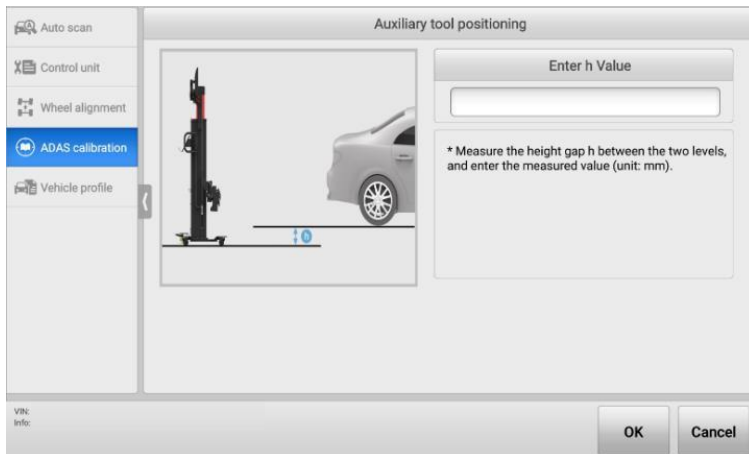 Auto scan
Control unit
Wheel alignment
ADAS calibration
Vehicle profile
Auxiliary tool positioning
h
Enter h Value
* Measure the height gap h between the two levels,
and enter the measured value (unit: mm).
VIN:
Info:
OK
Cancel